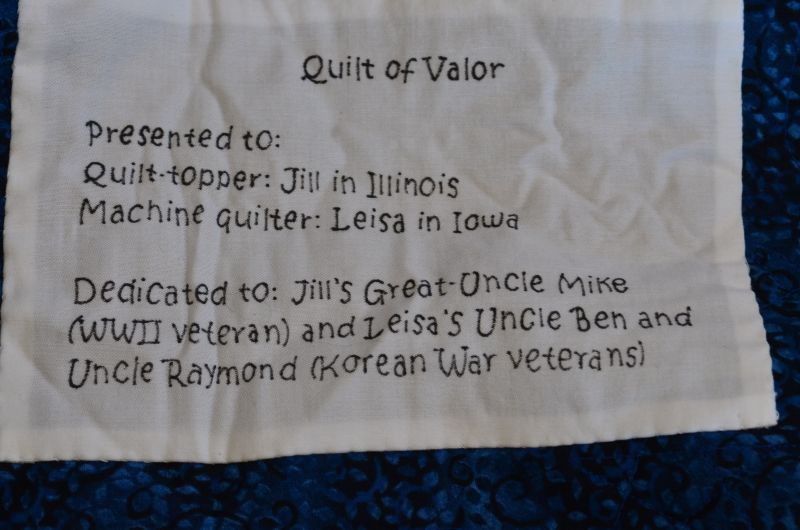 Quilt of Valor
Presented to:
Quilt-topper: Jill in Illinois
Machine quilter: Leisa in Iowa
Dedicated to: Jill's Great-Uncle Mike
(WWII veteran) and Leisa's Uncle Ben and
Uncle Raymond (Korean War veterans)